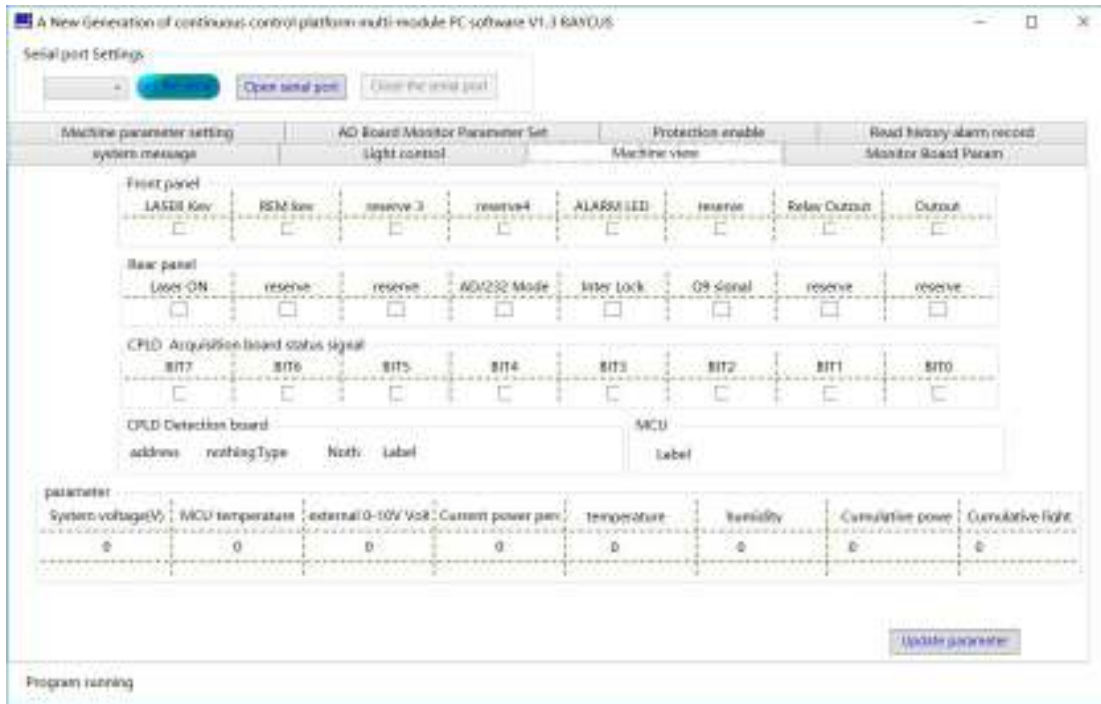 A New Generation of continuous control platform multi-module PC software V1.3 RAYCUS
Serial port Settings
Open serial port Close the serial port
Machine parameter setting AD Board Monitor Parameter Set Protection enable Read history alarm record
system message Light control Machine view Monitor Board Param
Front panel
LASER Key REM key reserve 3 reserve4 ALARM LED reserve Relay Output Output
Rear panel
Laser ON reserve reserve AD/232 Mode Inter Lock Q9 signal reserve reserve
CPLD Acquisition board status signal
BIT7 BIT6 BIT5 BIT4 BIT3 BIT2 BIT1 BIT0
CPLD Detection board MCU
address nothingType Noth Label Label
parameter
System voltage(V) MCU temperature external 0-10V Volt Current power perc temperature humidity Cumulative powe Cumulative light
0 0 0 0 0 0 0 0
Update parameter
Program running